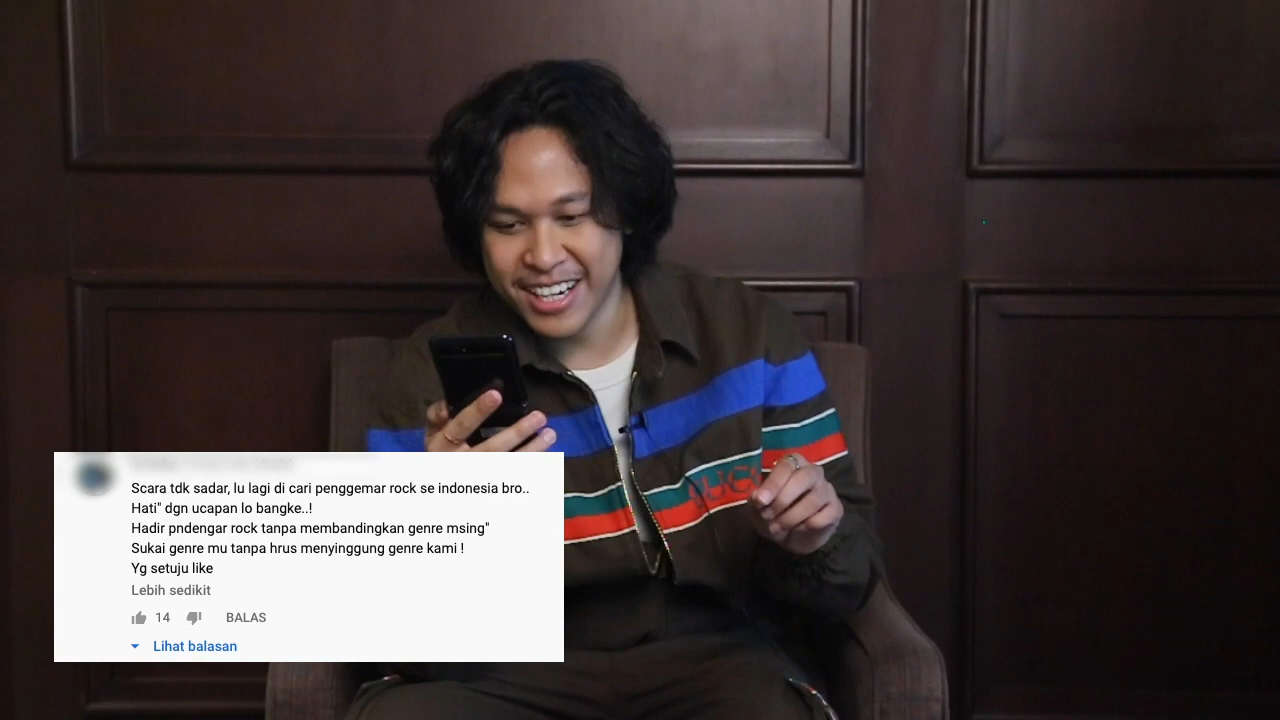 Scara tdk sadar, lu lagi di cari penggemar rock se indonesia bro..
Hati" dgn ucapan lo bangke..!
Hadir pndengar rock tanpa membandingkan genre msing"
Sukai genre mu tanpa hrus menyinggung genre kami !
Yg setuju like
Lebih sedikit
14 BALAS
Lihat balasan